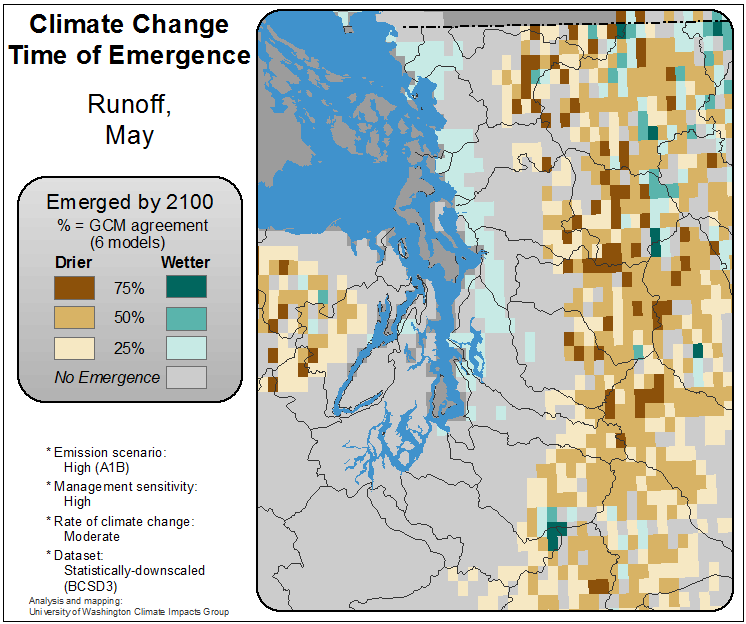 Climate Change
Time of Emergence
Runoff,
May
Emerged by 2100
% = GCM agreement
(6 models)
Drier Wetter
75%
50%
25%
No Emergence
* Emission scenario:
High (A1B)
* Management sensitivity:
High
* Rate of climate change:
Moderate
* Dataset:
Statistically-downscaled
(BCSD3)
Analysis and mapping:
University of Washington Climate Impacts Group